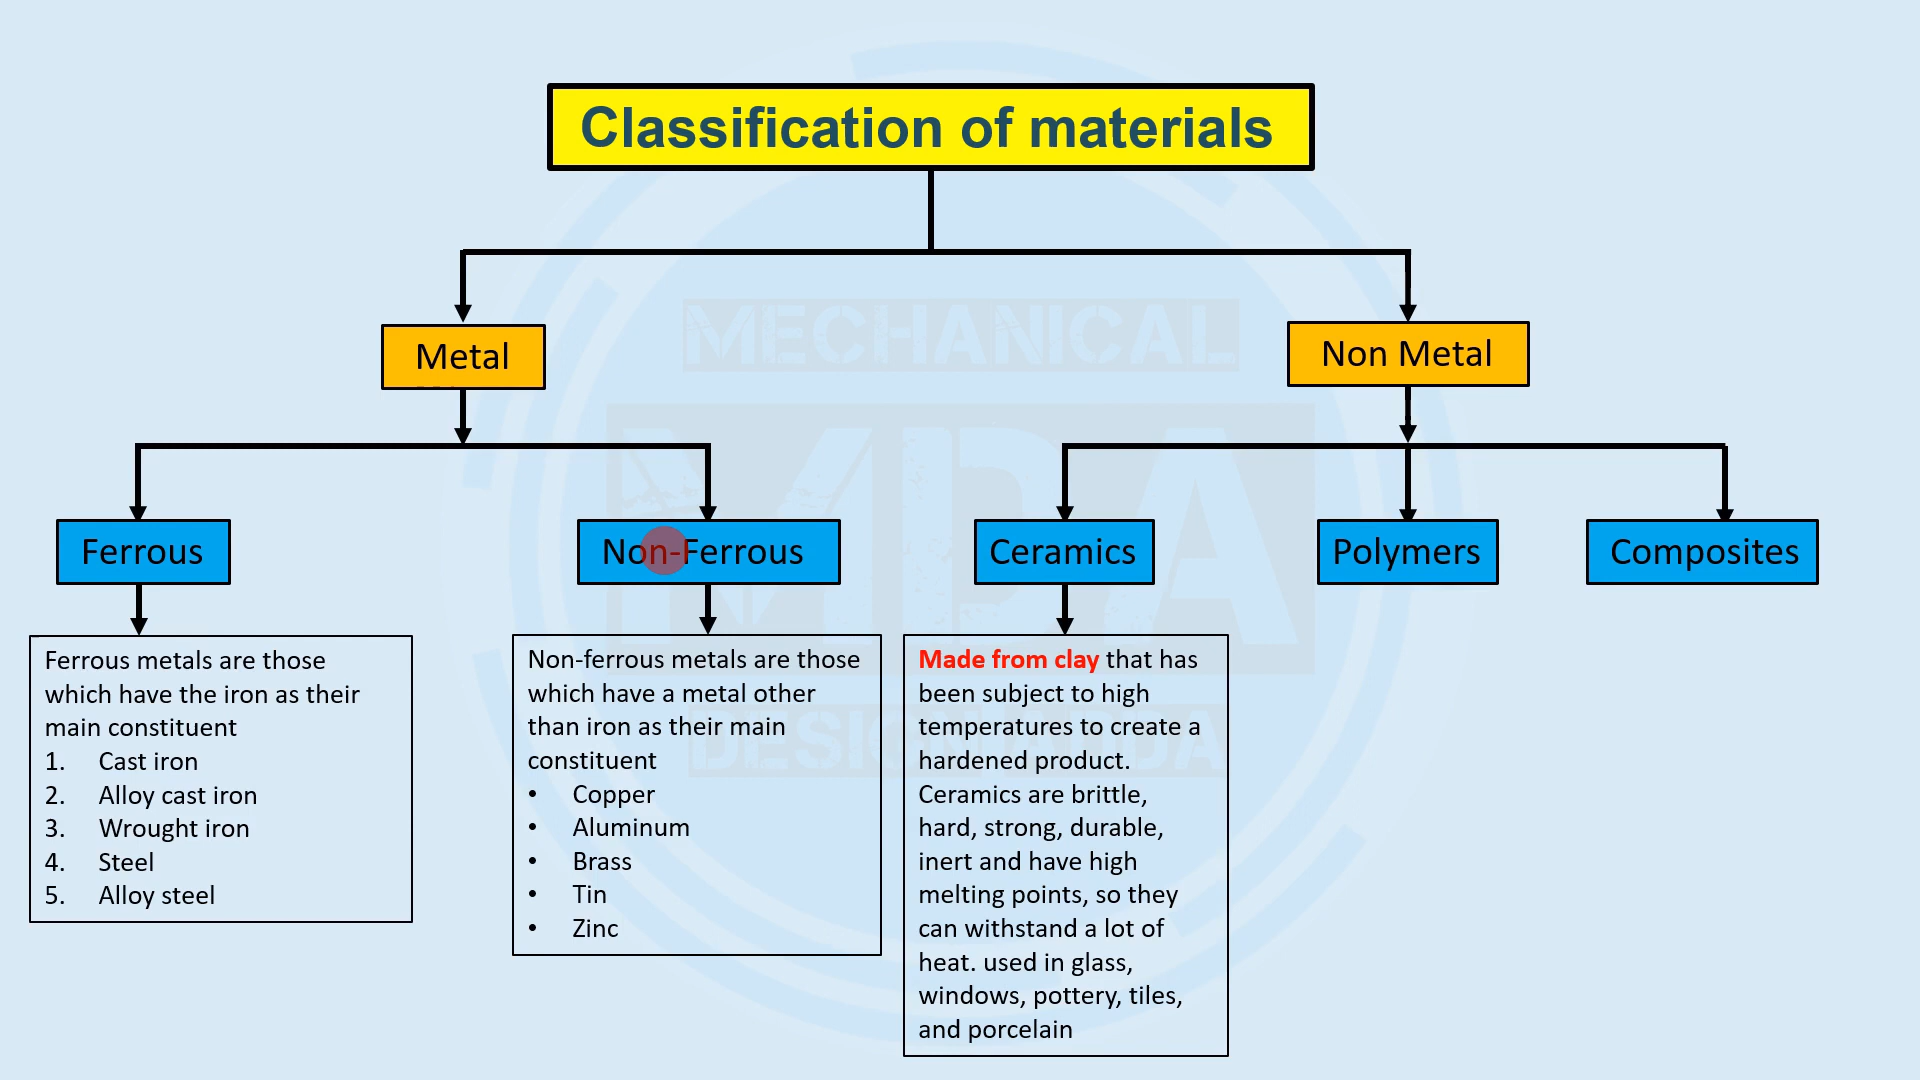 Classification of materials
MECHANICAL
Metal
Non Metal
MDA
Ferrous
Non-Ferrous
Ceramics
Polymers
Composites
Ferrous metals are those
which have the iron as their
main constituent
1. Cast iron
2. Alloy cast iron
3. Wrought iron
4. Steel
5. Alloy steel
Non-ferrous metals are those
which have a metal other
than iron as their main
constituent
• Copper
• Aluminum
• Brass
• Tin
• Zinc
Made from clay that has
been subject to high
temperatures to create a
hardened product.
Ceramics are brittle,
hard, strong, durable,
inert and have high
melting points, so they
can withstand a lot of
heat. used in glass,
windows, pottery, tiles,
and porcelain
DESIGN ADDA